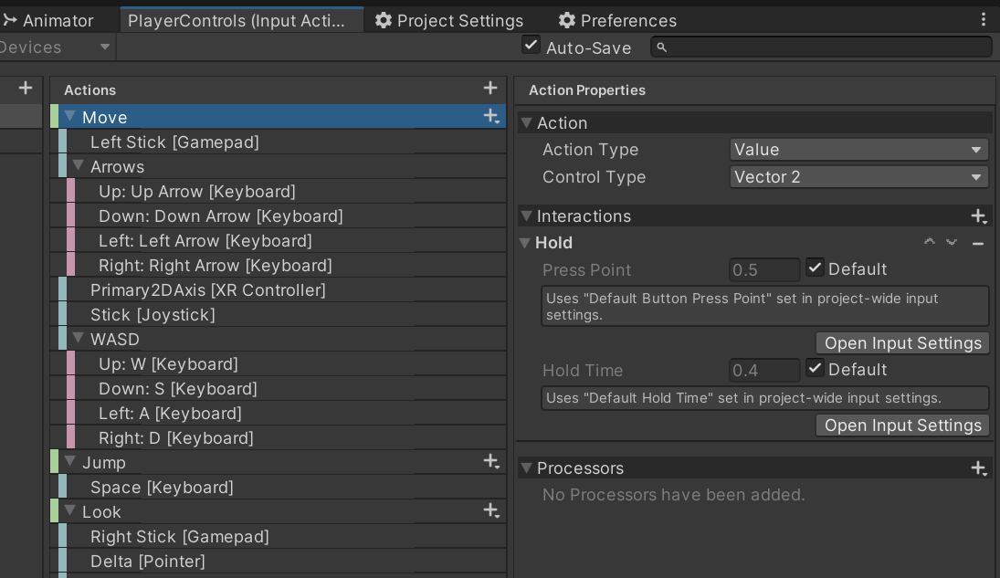 Animator
PlayerControls (Input Acti...
Project Settings
Preferences
Devices
Auto-Save
Actions
Move
Left Stick [Gamepad]
Arrows
Up: Up Arrow [Keyboard]
Down: Down Arrow [Keyboard]
Left: Left Arrow [Keyboard]
Right: Right Arrow [Keyboard]
Primary2DAxis [XR Controller]
Stick [Joystick]
WASD
Up: W [Keyboard]
Down: S [Keyboard]
Left: A [Keyboard]
Right: D [Keyboard]
Jump
Space [Keyboard]
Look
Right Stick [Gamepad]
Delta [Pointer]
Action Properties
Action
Action Type Value
Control Type Vector 2
Interactions
Hold
Press Point 0.5 Default
Uses "Default Button Press Point" set in project-wide input
settings.
Open Input Settings
Hold Time 0.4 Default
Uses "Default Hold Time" set in project-wide input settings.
Open Input Settings
Processors
No Processors have been added.